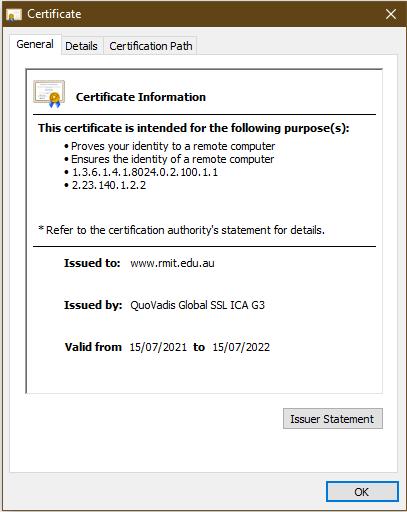 Certificate
General Details Certification Path
Certificate Information
This certificate is intended for the following purpose(s):
• Proves your identity to a remote computer
• Ensures the identity of a remote computer
• 1.3.6.1.4.1.8024.0.2.100.1.1
• 2.23.140.1.2.2
* Refer to the certification authority's statement for details.
Issued to: www.rmit.edu.au
Issued by: QuoVadis Global SSL ICA G3
Valid from 15/07/2021 to 15/07/2022
Issuer Statement
OK